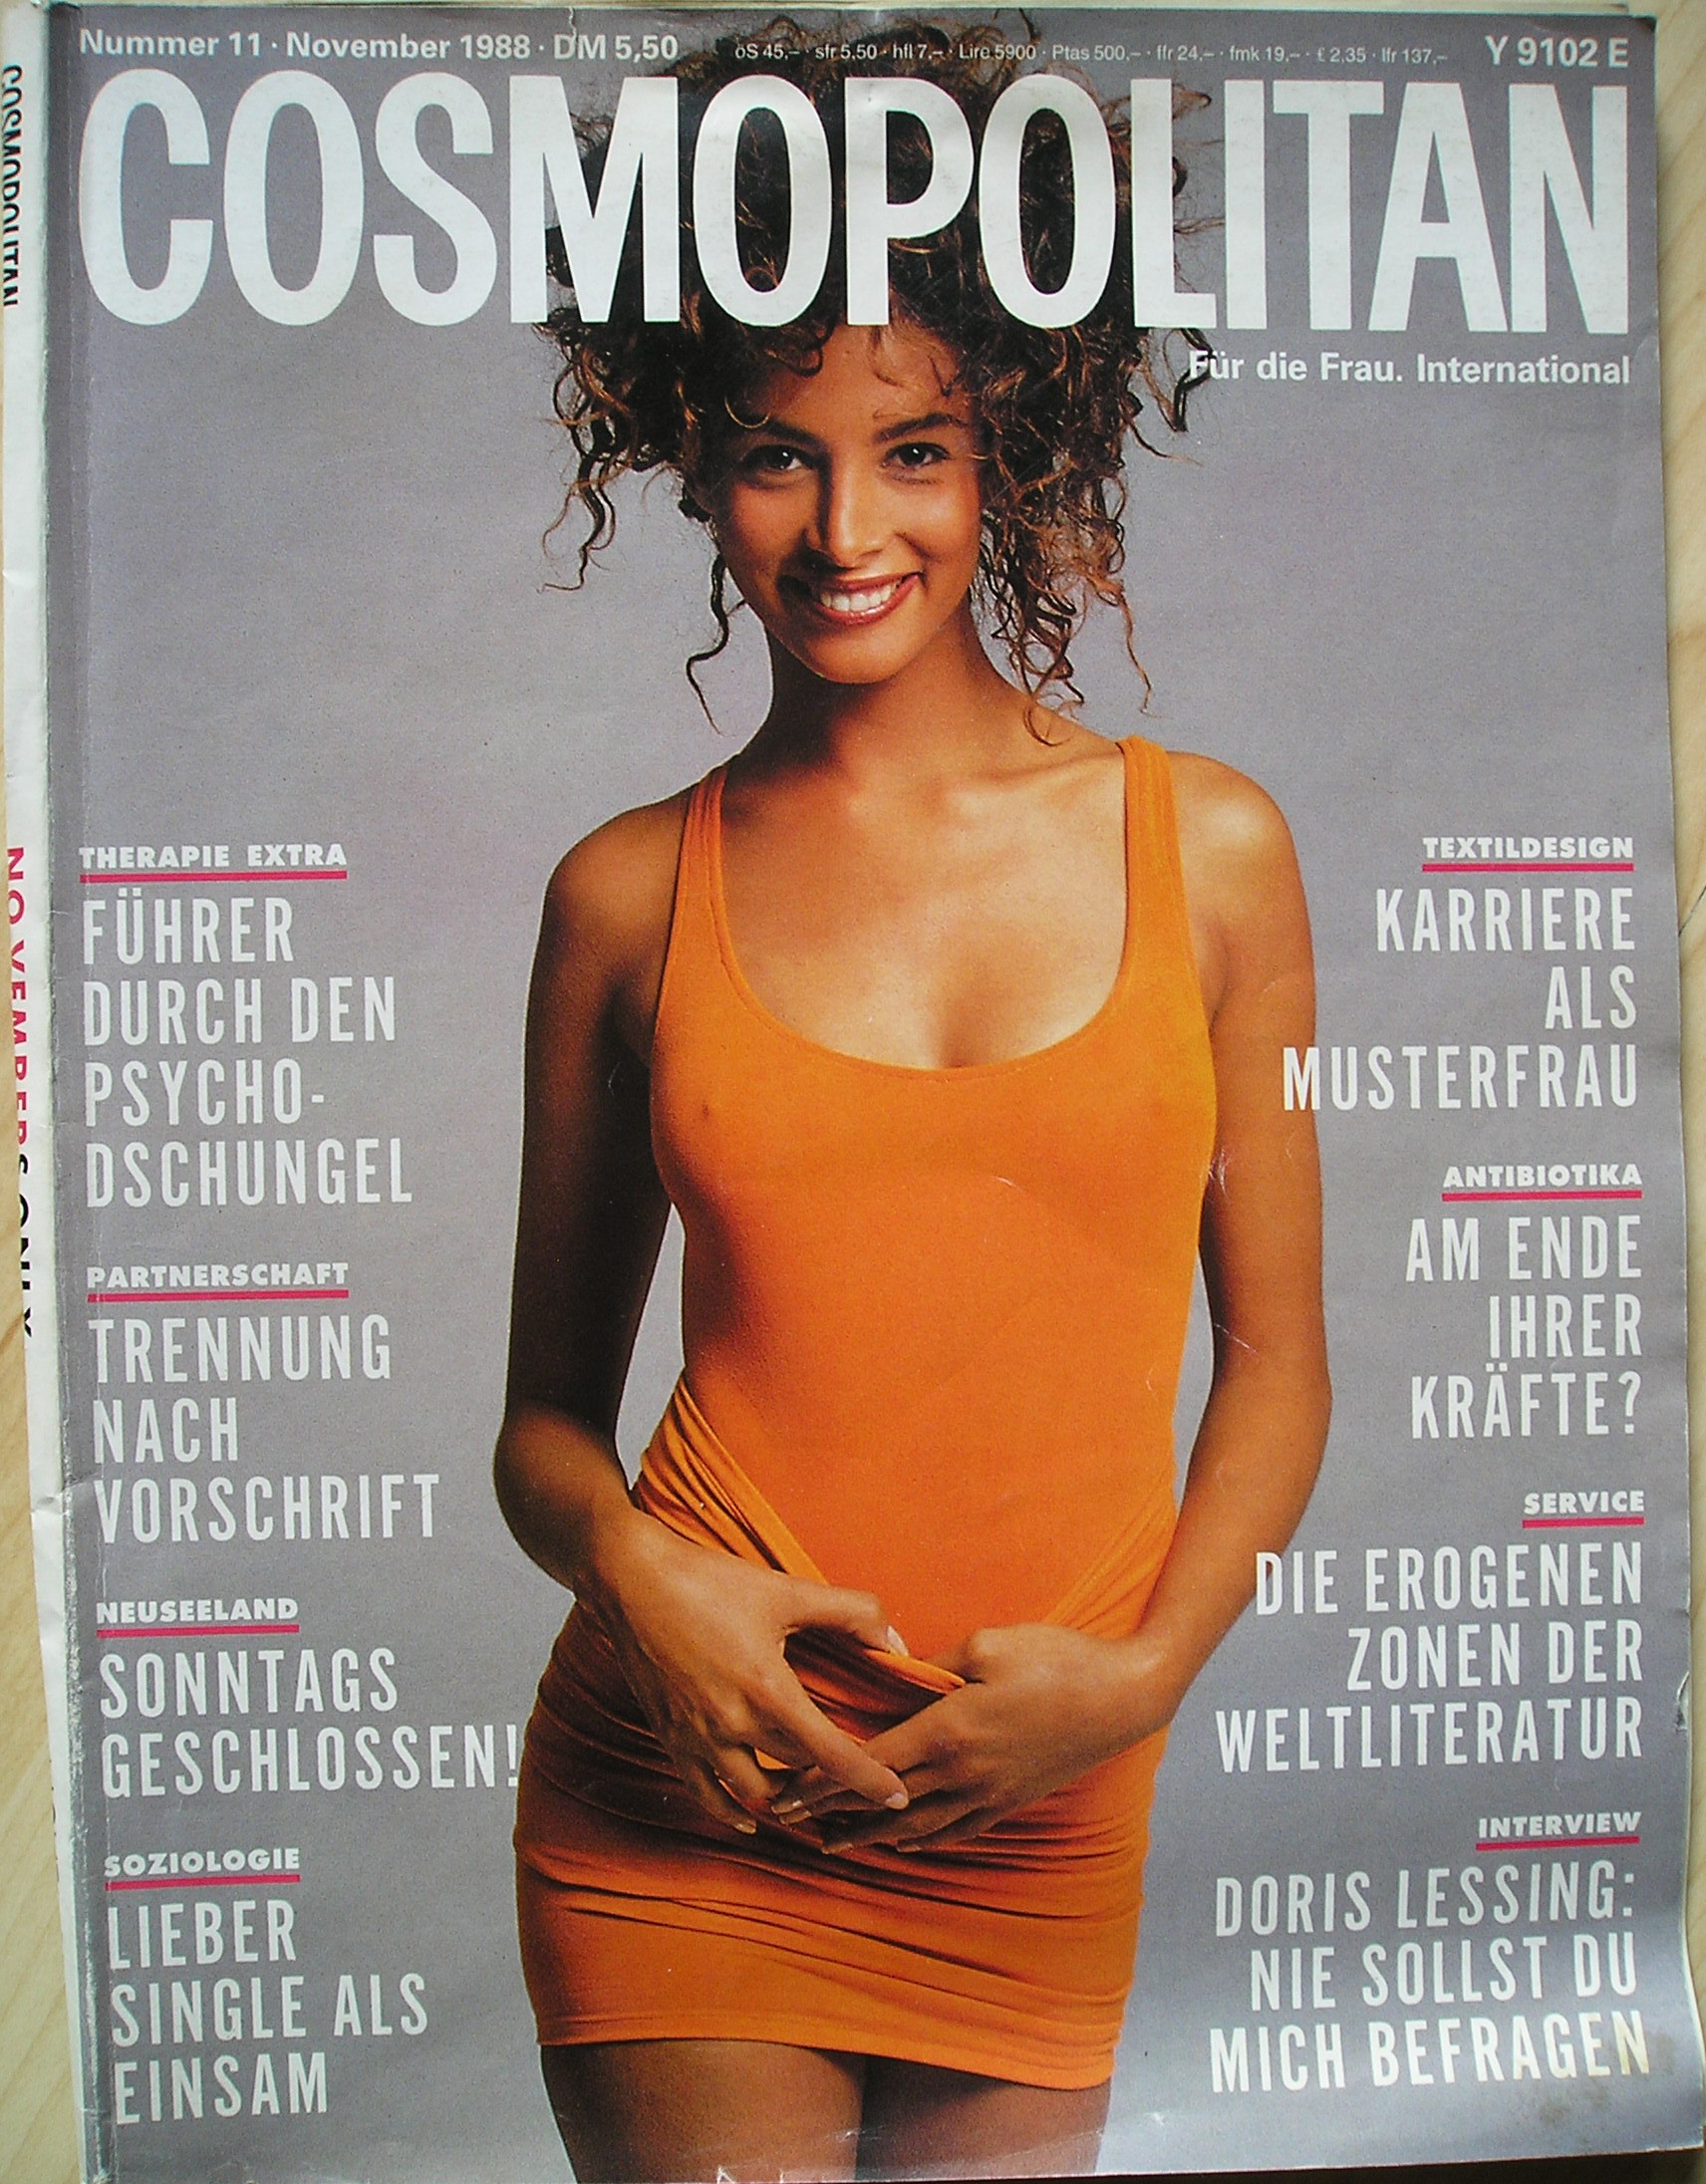 Nummer 11 · November 1988 · DM 5,50 öS 45,– · sfr 5,50 · hfl 7,– · Lire 5900 · Ptas 500,– · ffr 24,– · fmk 19,– · £ 2,35 · lfr 137,– Y 9102 E
COSMOPOLITAN
Für die Frau. International
THERAPIE EXTRA
FÜHRER
DURCH DEN
PSYCHO-
DSCHUNGEL
PARTNERSCHAFT
TRENNUNG
NACH
VORSCHRIFT
NEUSEELAND
SONNTAGS
GESCHLOSSEN!
SOZIOLOGIE
LIEBER
SINGLE ALS
EINSAM
TEXTILDESIGN
KARRIERE
ALS
MUSTERFRAU
ANTIBIOTIKA
AM ENDE
IHRER
KRÄFTE?
SERVICE
DIE EROGENEN
ZONEN DER
WELTLITERATUR
INTERVIEW
DORIS LESSING:
NIE SOLLST DU
MICH BEFRAGEN
COSMOPOLITAN